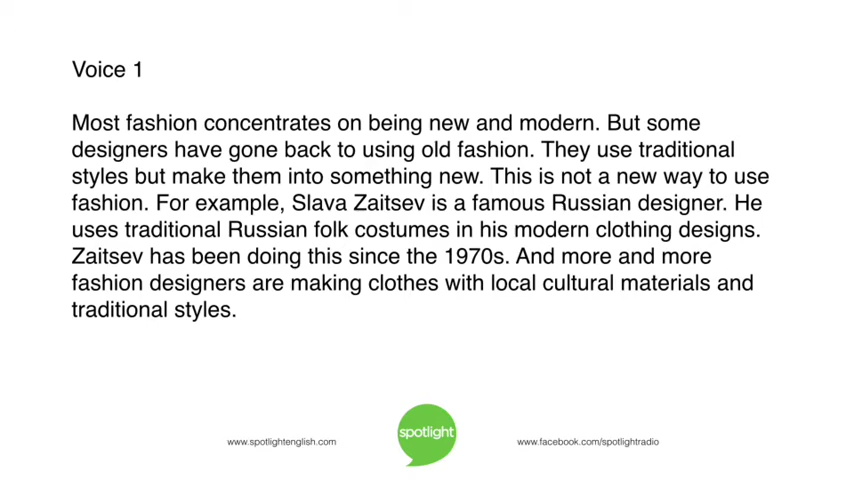 Voice 1
Most fashion concentrates on being new and modern. But some
designers have gone back to using old fashion. They use traditional
styles but make them into something new. This is not a new way to use
fashion. For example, Slava Zaitsev is a famous Russian designer. He
uses traditional Russian folk costumes in his modern clothing designs.
Zaitsev has been doing this since the 1970s. And more and more
fashion designers are making clothes with local cultural materials and
traditional styles.
spotlight
www.spotlightenglish.com
www.facebook.com/spotlightradio